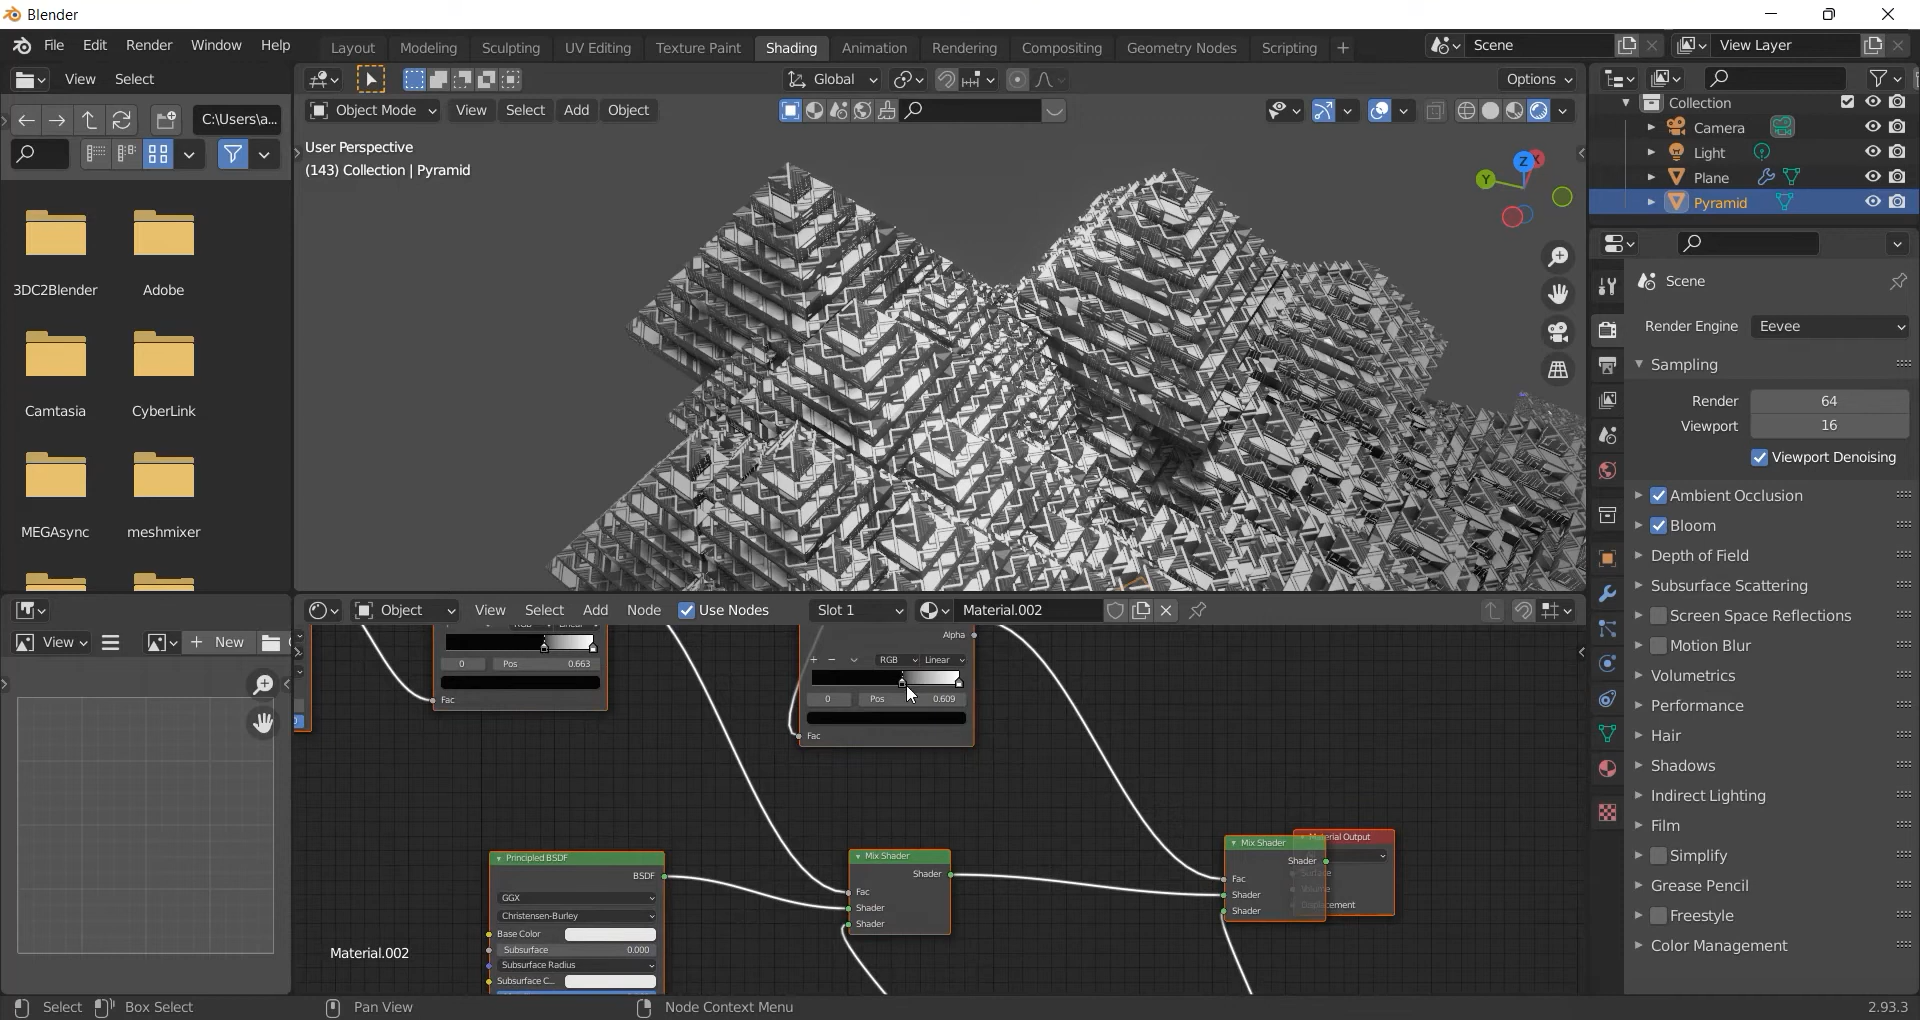 Blender
File Edit Render Window Help
Layout Modeling Sculpting UV Editing Texture Paint Shading Animation Rendering Compositing Geometry Nodes Scripting
Scene
View Layer
View Select
Global
Options
C:\Users\a...
Object Mode View Select Add Object
User Perspective
(143) Collection | Pyramid
Z
X
Y
Collection
Camera
Light
Plane
Pyramid
3DC2Blender
Adobe
Camtasia
CyberLink
MEGAsync
meshmixer
Scene
Render Engine Eevee
Sampling
Render 64
Viewport 16
Viewport Denoising
Ambient Occlusion
Bloom
Depth of Field
Subsurface Scattering
Screen Space Reflections
Motion Blur
Volumetrics
Performance
Hair
Shadows
Indirect Lighting
Film
Simplify
Grease Pencil
Freestyle
Color Management
View
New
Object View Select Add Node Use Nodes Slot 1 Material.002
0 Pos 0.663
Fac
Alpha
RGB Linear
0 Pos 0.609
Fac
Principled BSDF
BSDF
GGX
Christensen-Burley
Base Color
Subsurface 0.000
Subsurface Radius
Subsurface C...
Mix Shader
Shader
Fac
Shader
Shader
Mix Shader
Shader
Fac
Shader
Shader
Material.002
Select Box Select Pan View Node Context Menu 2.93.3